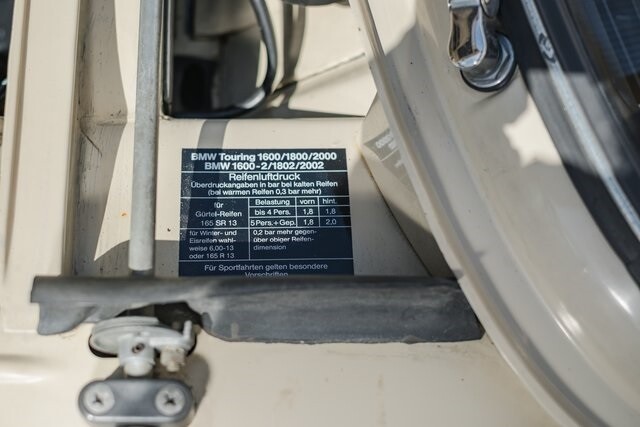 BMW Touring 1600/1800/2000
BMW 1600-2/1802/2002
Reifenluftdruck
Überdruckangaben in bar bei kalten Reifen
(bei warmen Reifen 0,3 bar mehr)
für Belastung vorn hint.
Gürtel-Reifen bis 4 Pers. 1,8 1,8
165 SR 13 5 Pers. + Gep. 1,8 2,0
für Winter- und 0,2 bar mehr gegen-
Eisreifen wahl- über obiger Reifen-
weise 6,00-13 dimension
oder 165 R 13
Für Sportfahrten gelten besondere
Vorschriften